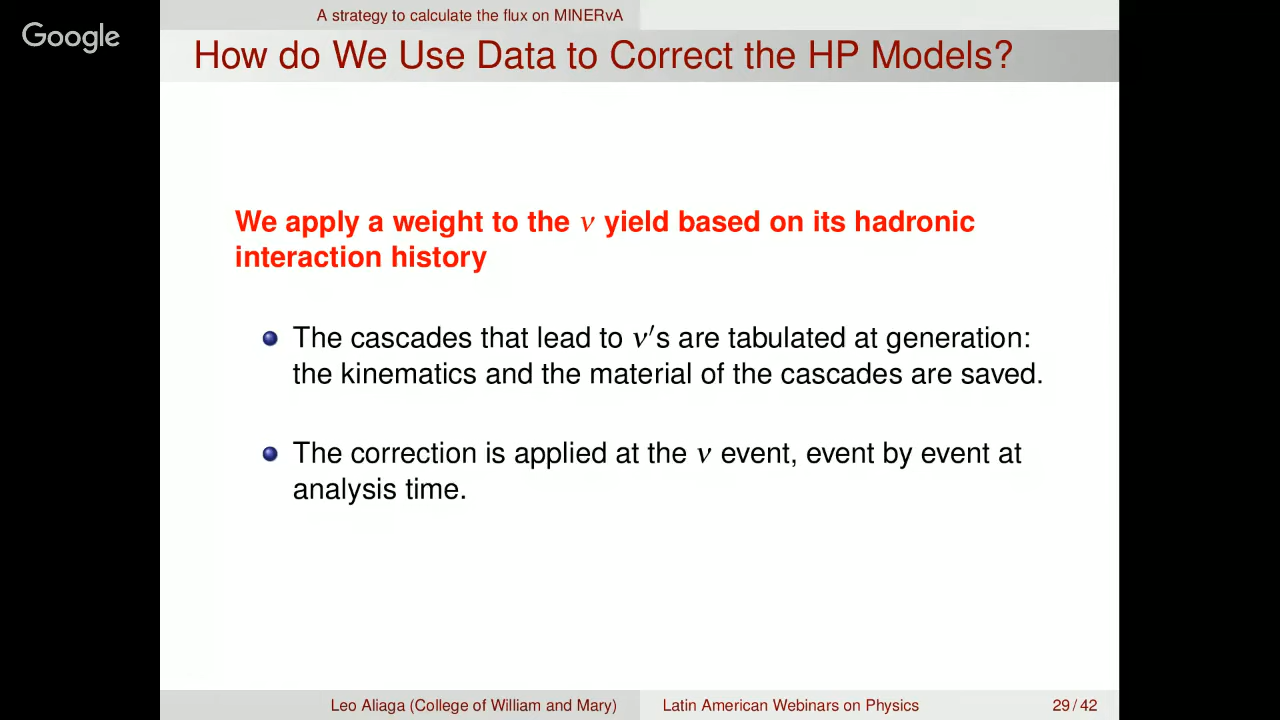 Google
A strategy to calculate the flux on MINERvA
How do We Use Data to Correct the HP Models?
We apply a weight to the ν yield based on its hadronic
interaction history
The cascades that lead to ν′s are tabulated at generation:
the kinematics and the material of the cascades are saved.
The correction is applied at the ν event, event by event at
analysis time.
Leo Aliaga (College of William and Mary)
Latin American Webinars on Physics
29 / 42